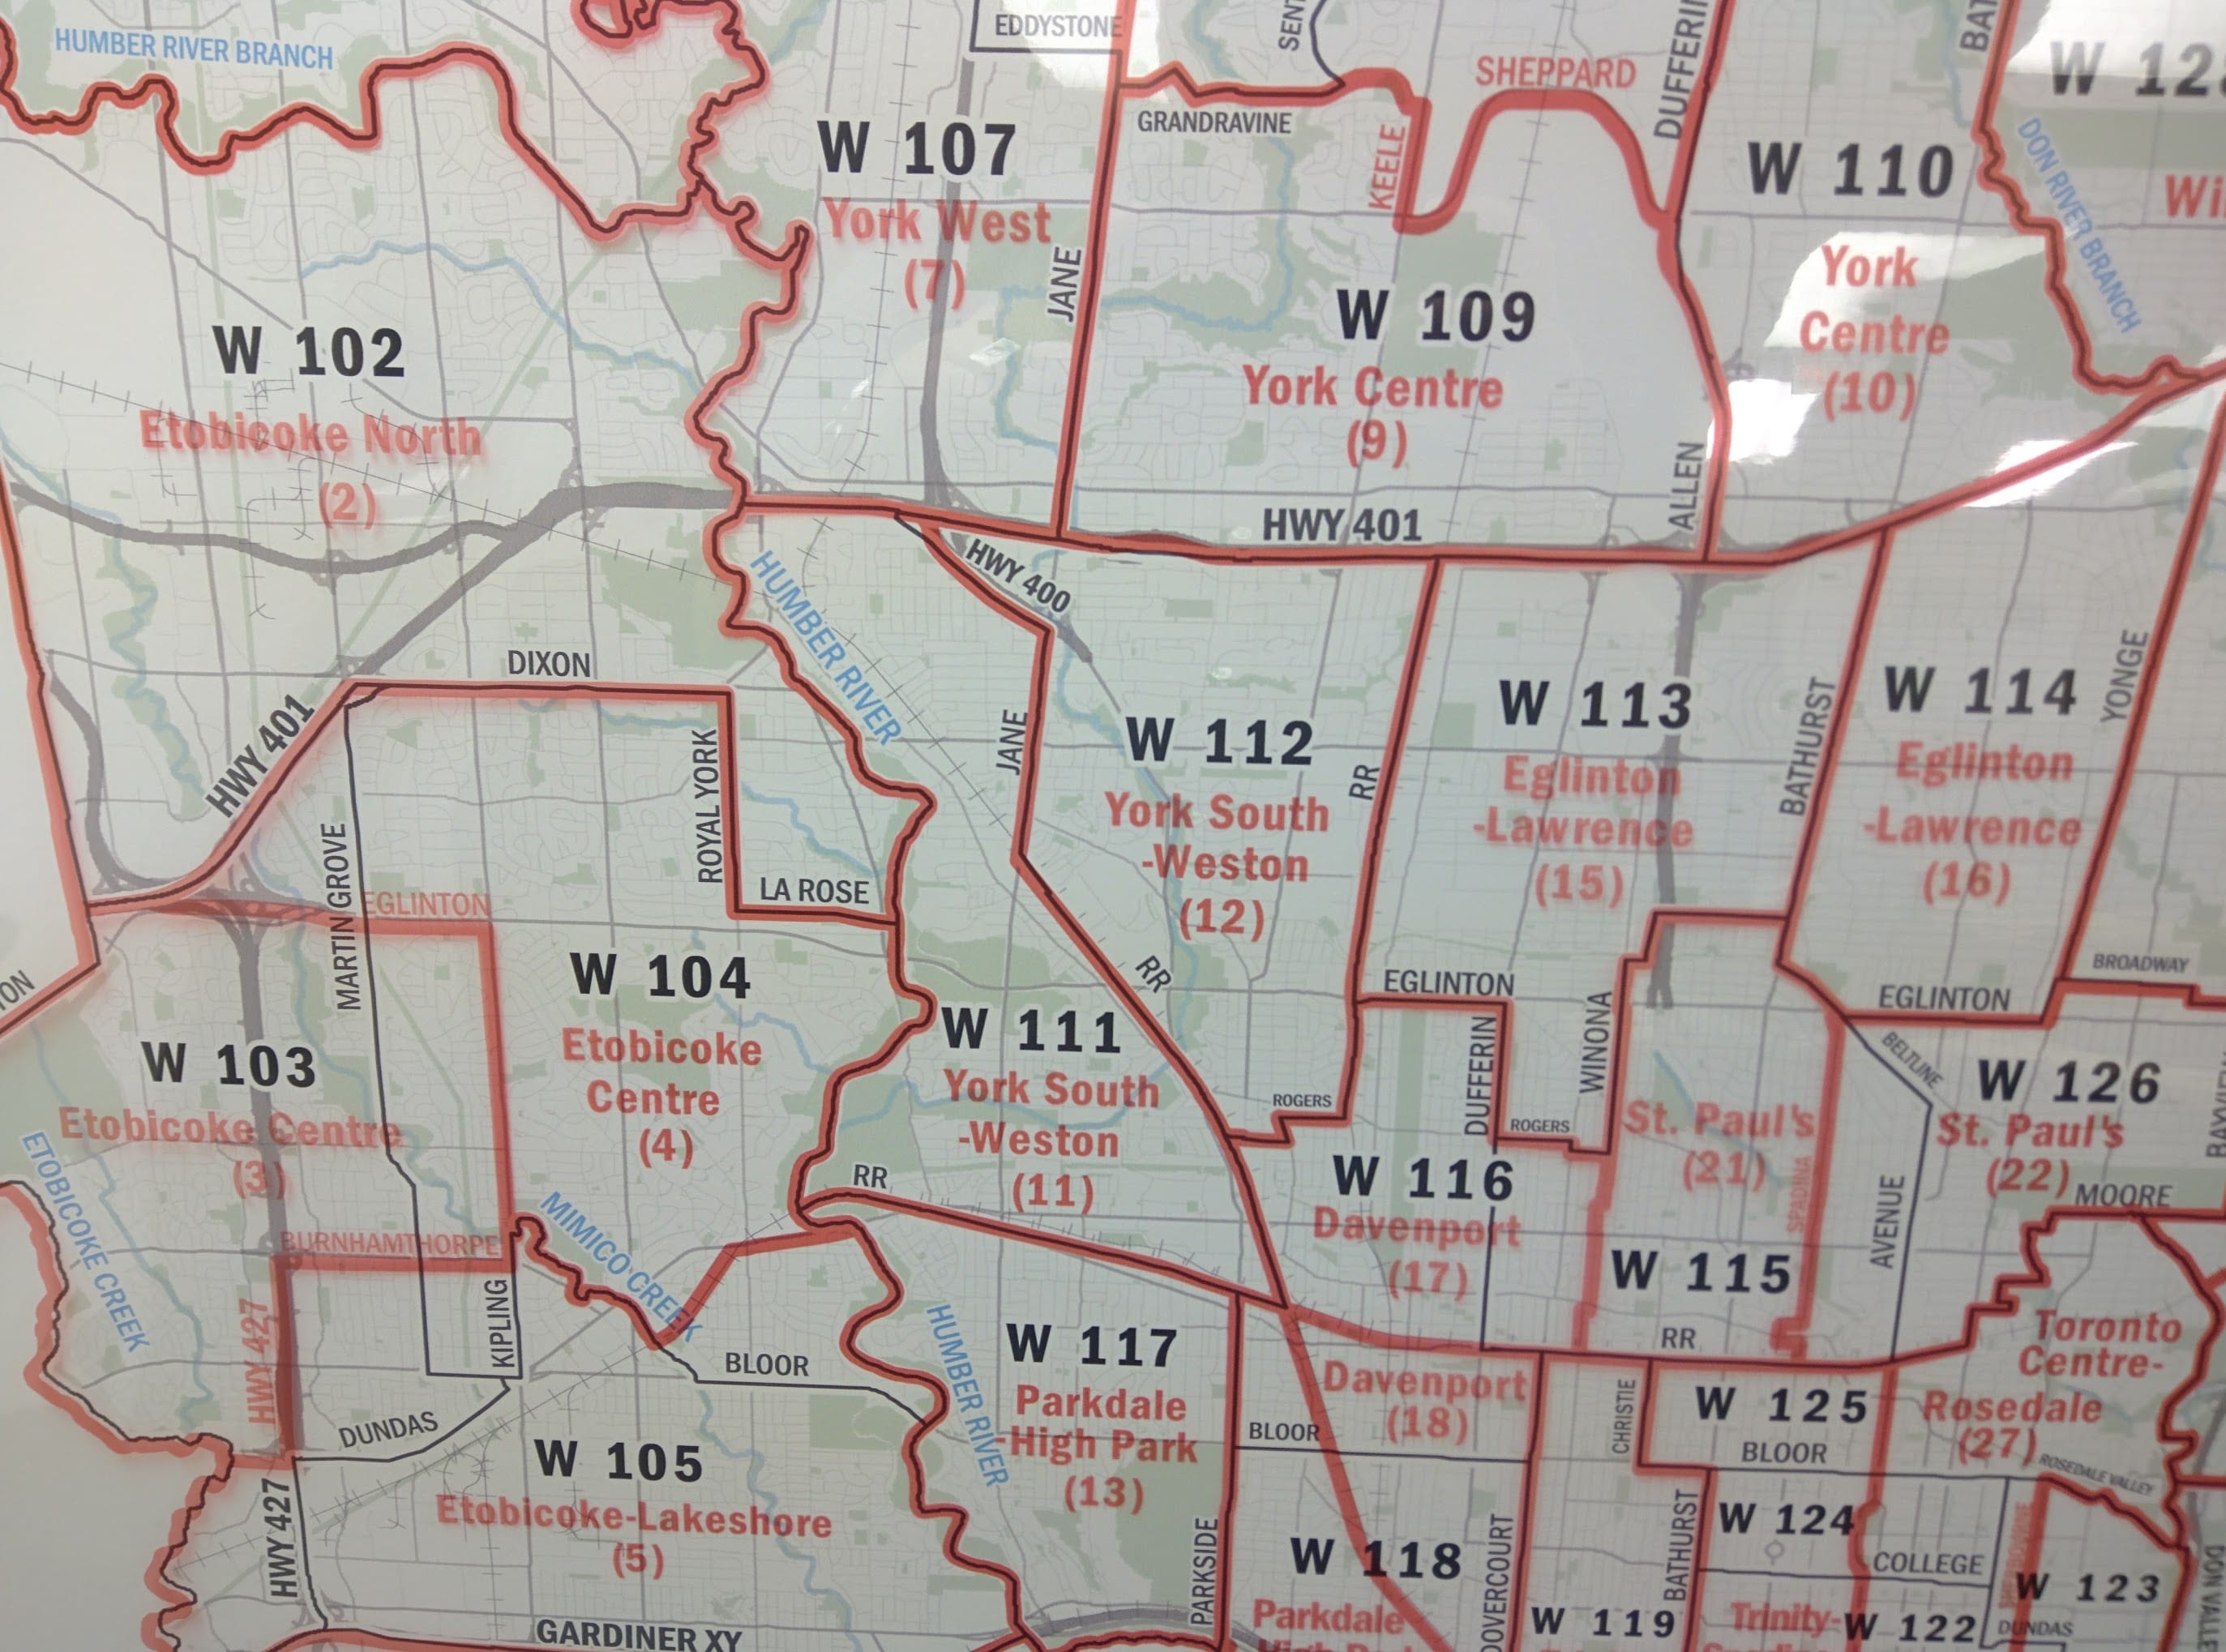 HUMBER RIVER BRANCH
EDDYSTONE
SHEPPARD
GRANDRAVINE
KEELE
W 107
York West
(7)
JANE
W 110
York
Centre
(10)
DON RIVER BRANCH
W 109
York Centre
(9)
ALLEN
HWY 401
W 102
Etobicoke North
(2)
HWY 400
HUMBER RIVER
DIXON
HWY 401
ROYAL YORK
LA ROSE
MARTIN GROVE
EGLINTON
JANE
W 112
York South
-Weston
(12)
RR
RR
W 113
Eglinton
-Lawrence
(15)
BATHURST
W 114
Eglinton
-Lawrence
(16)
YONGE
BROADWAY
EGLINTON
EGLINTON
BELTLINE
W 103
Etobicoke Centre
(3)
ETOBICOKE CREEK
W 104
Etobicoke
Centre
(4)
W 111
York South
-Weston
(11)
RR
ROGERS
DUFFERIN
ROGERS
WINONA
St. Paul's
(21)
SPADINA
W 126
St. Paul's
(22)
MOORE
AVENUE
W 116
Davenport
(17)
W 115
RR
BURNHAMTHORPE
HWY 427
KIPLING
MIMICO CREEK
BLOOR
DUNDAS
HUMBER RIVER
W 117
Parkdale
-High Park
(13)
PARKSIDE
Davenport
(18)
BLOOR
CHRISTIE
W 125
BLOOR
Toronto
Centre-
Rosedale
(27)
ROSEDALE VALLEY
W 105
Etobicoke-Lakeshore
(5)
HWY 427
GARDINER XY
W 118
Parkdale
DOVERCOURT
W 119
BATHURST
W 124
COLLEGE
Trinity-
W 122
W 123
DUNDAS